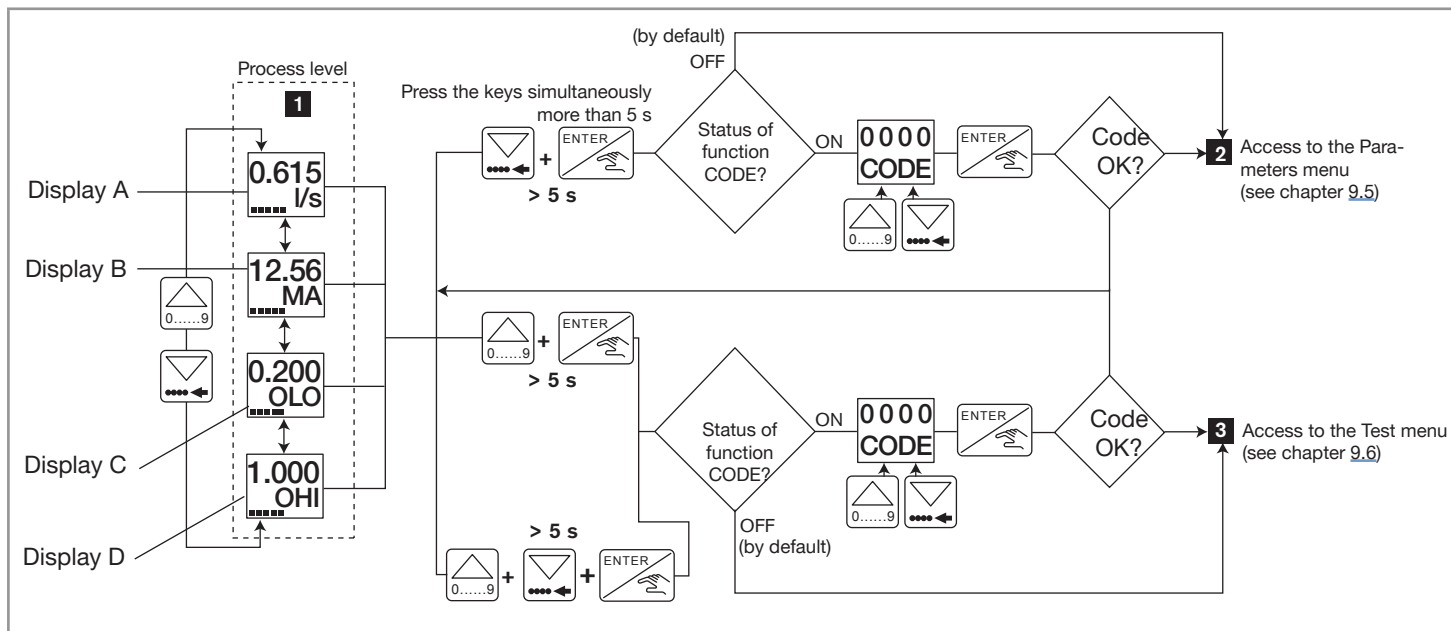 Process level
1
Display A
0.615
l/s
Display B
12.56
MA
0......9
0.200
OLO
Display C
1.000
OHI
Display D
Press the keys simultaneously
more than 5 s
+
ENTER
> 5 s
(by default)
OFF
Status of
function
CODE?
ON
0000
CODE
0......9
ENTER
Code
OK?
2
Access to the Para-
meters menu
(see chapter 9.5)
0......9
+
ENTER
> 5 s
> 5 s
0......9
+
+
ENTER
Status of
function
CODE?
ON
OFF
(by default)
0000
CODE
0......9
ENTER
Code
OK?
3
Access to the Test menu
(see chapter 9.6)